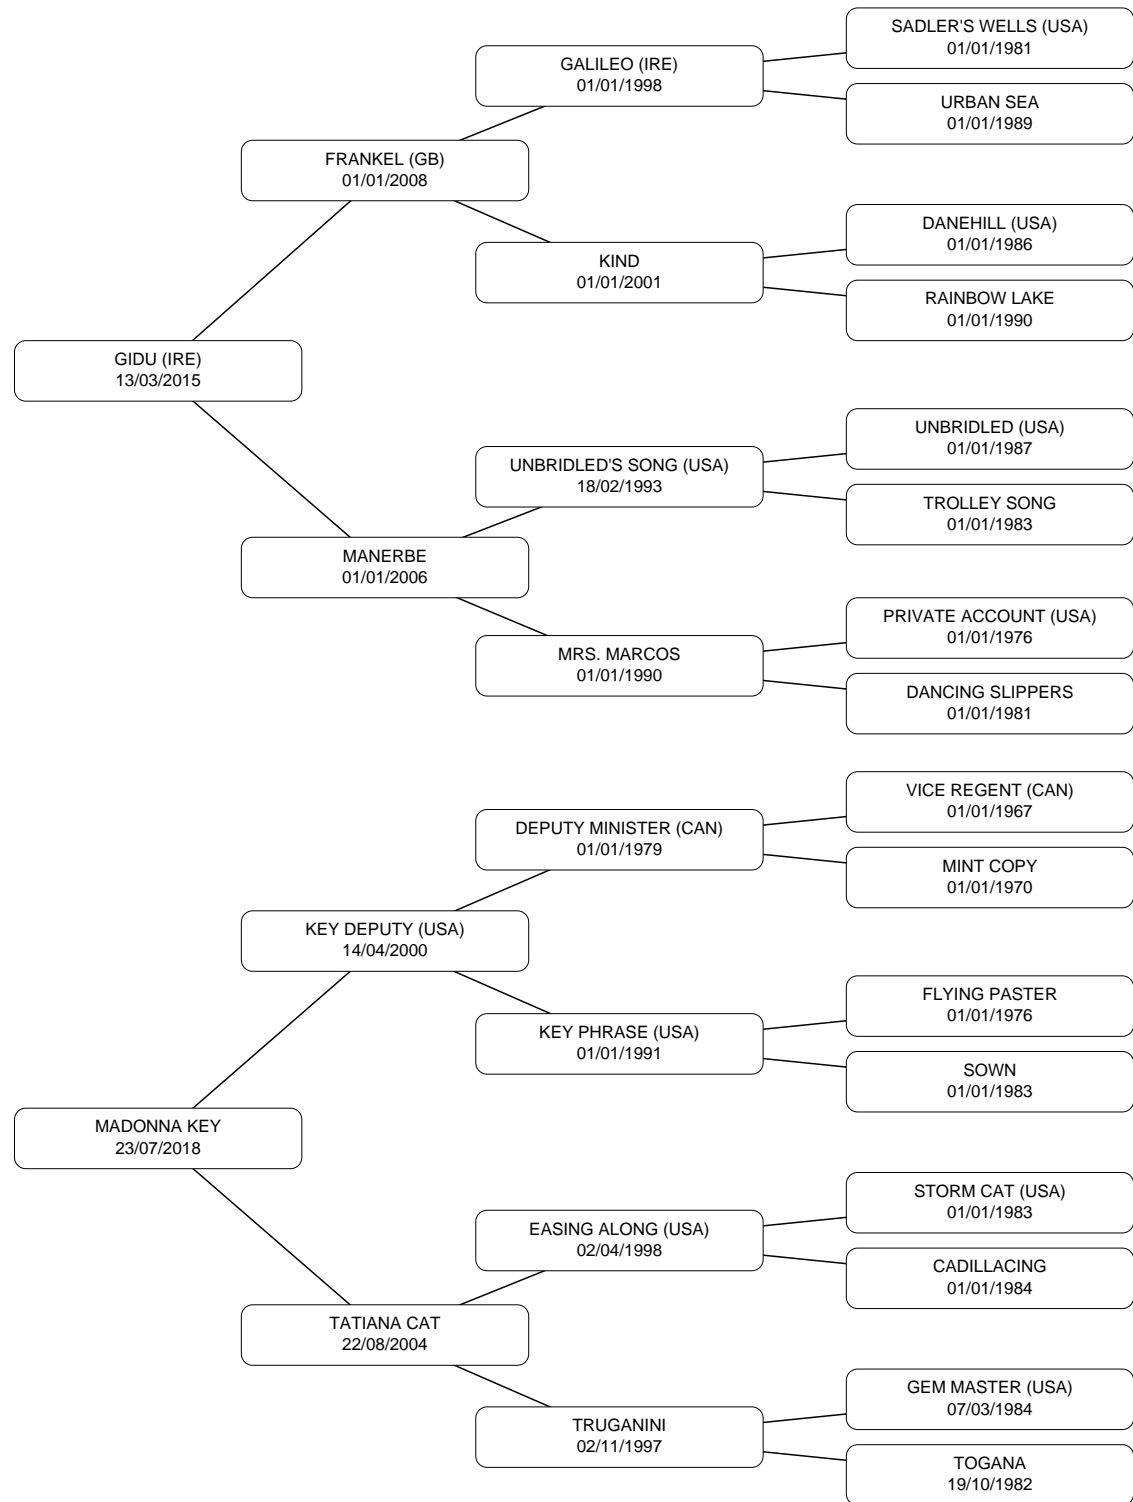 SADLER'S WELLS (USA)
01/01/1981
GALILEO (IRE)
01/01/1998
URBAN SEA
01/01/1989
FRANKEL (GB)
01/01/2008
DANEHILL (USA)
01/01/1986
KIND
01/01/2001
RAINBOW LAKE
01/01/1990
GIDU (IRE)
13/03/2015
UNBRIDLED (USA)
01/01/1987
UNBRIDLED'S SONG (USA)
18/02/1993
TROLLEY SONG
01/01/1983
MANERBE
01/01/2006
PRIVATE ACCOUNT (USA)
01/01/1976
MRS. MARCOS
01/01/1990
DANCING SLIPPERS
01/01/1981
VICE REGENT (CAN)
01/01/1967
DEPUTY MINISTER (CAN)
01/01/1979
MINT COPY
01/01/1970
KEY DEPUTY (USA)
14/04/2000
FLYING PASTER
01/01/1976
KEY PHRASE (USA)
01/01/1991
SOWN
01/01/1983
MADONNA KEY
23/07/2018
STORM CAT (USA)
01/01/1983
EASING ALONG (USA)
02/04/1998
CADILLACING
01/01/1984
TATIANA CAT
22/08/2004
GEM MASTER (USA)
07/03/1984
TRUGANINI
02/11/1997
TOGANA
19/10/1982